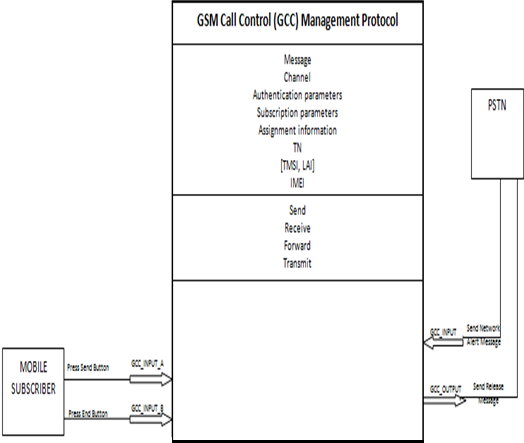 GSM Call Control (GCC) Management Protocol
Message
Channel
Authentication parameters
Subscription parameters
Assignment information
TN
[TMSI, LAI]
IMEI
Send
Receive
Forward
Transmit
PSTN
GCC_INPUT
Send Network
Alert Message
GCC_OUTPUT
Send Release
Message
MOBILE
SUBSCRIBER
Press Send Button
GCC_INPUT_A
Press End Button
GCC_INPUT_B